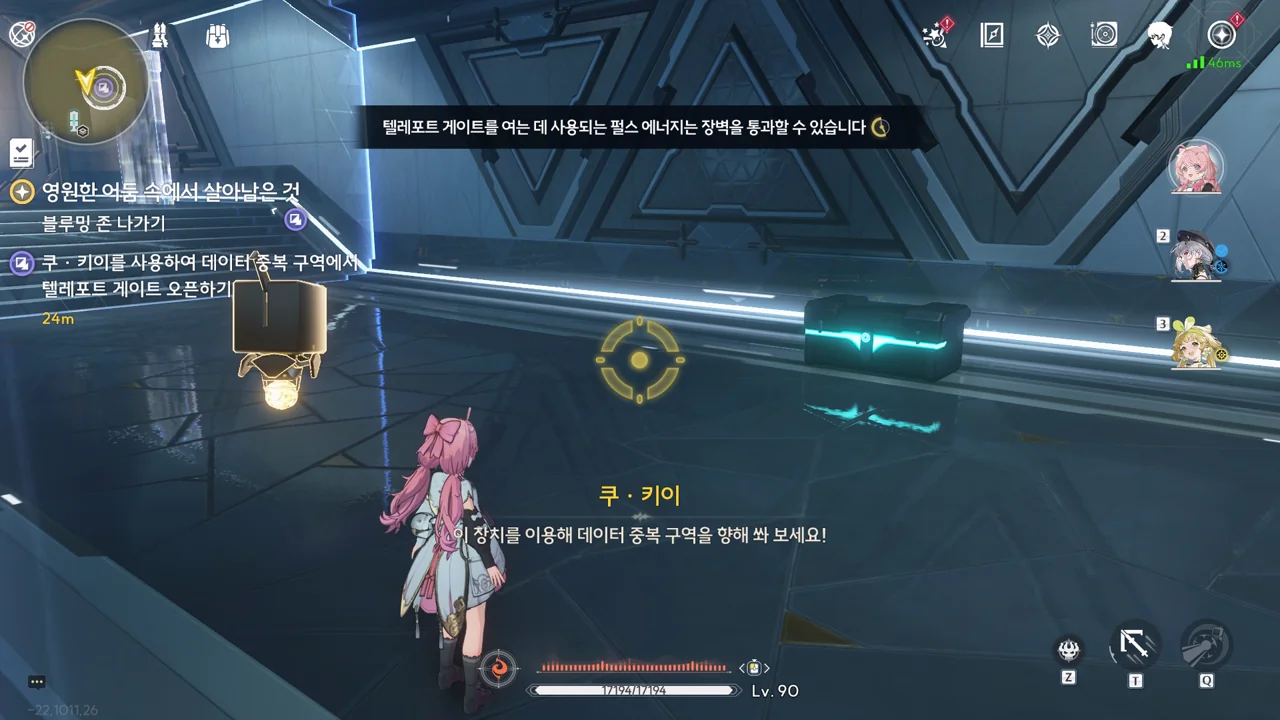 46ms
텔레포트 게이트를 여는 데 사용되는 펄스 에너지는 장벽을 통과할 수 있습니다
영원한 어둠 속에서 살아남은 것
블루밍 존 나가기
쿠 · 키이를 사용하여 데이터 중복 구역에서
텔레포트 게이트 오픈하기
24m
2
3
쿠 · 키이
이 장치를 이용해 데이터 중복 구역을 향해 쏴 보세요!
17194/17194
Lv. 90
Z
T
Q
-22,1011,26